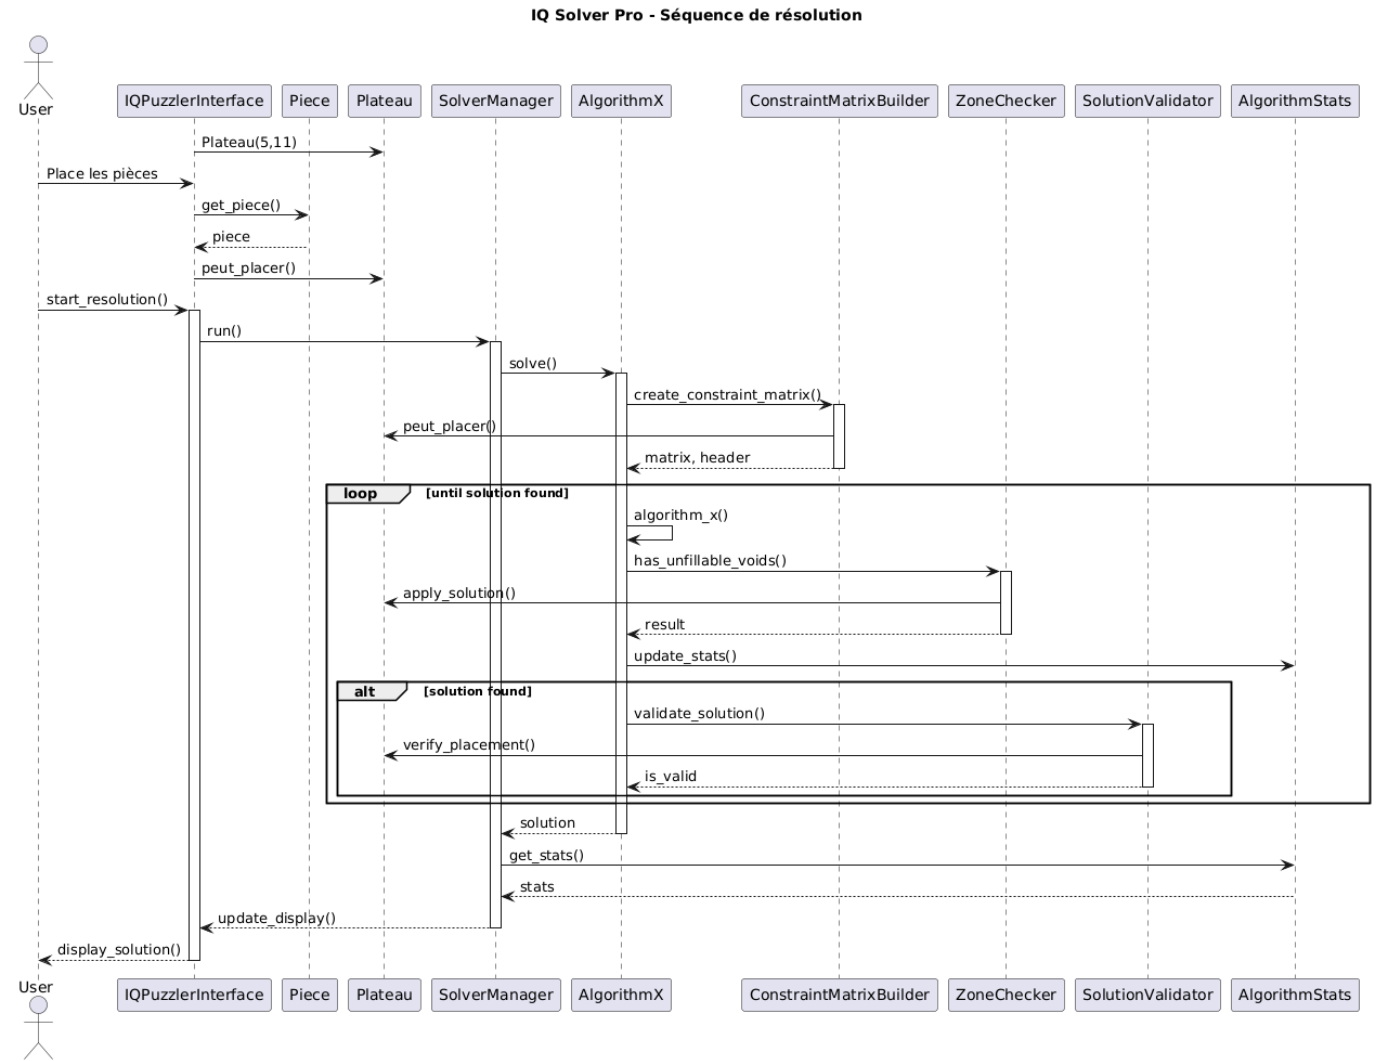 IQ Solver Pro - Séquence de résolution
User
IQPuzzlerInterface
Piece
Plateau
SolverManager
AlgorithmX
ConstraintMatrixBuilder
ZoneChecker
SolutionValidator
AlgorithmStats
Plateau(5,11)
Place les pièces
get_piece()
piece
peut_placer()
start_resolution()
run()
solve()
create_constraint_matrix()
peut_placer()
matrix, header
loop [until solution found]
algorithm_x()
has_unfillable_voids()
apply_solution()
result
update_stats()
alt [solution found]
validate_solution()
verify_placement()
is_valid
solution
get_stats()
stats
update_display()
display_solution()
User
IQPuzzlerInterface
Piece
Plateau
SolverManager
AlgorithmX
ConstraintMatrixBuilder
ZoneChecker
SolutionValidator
AlgorithmStats